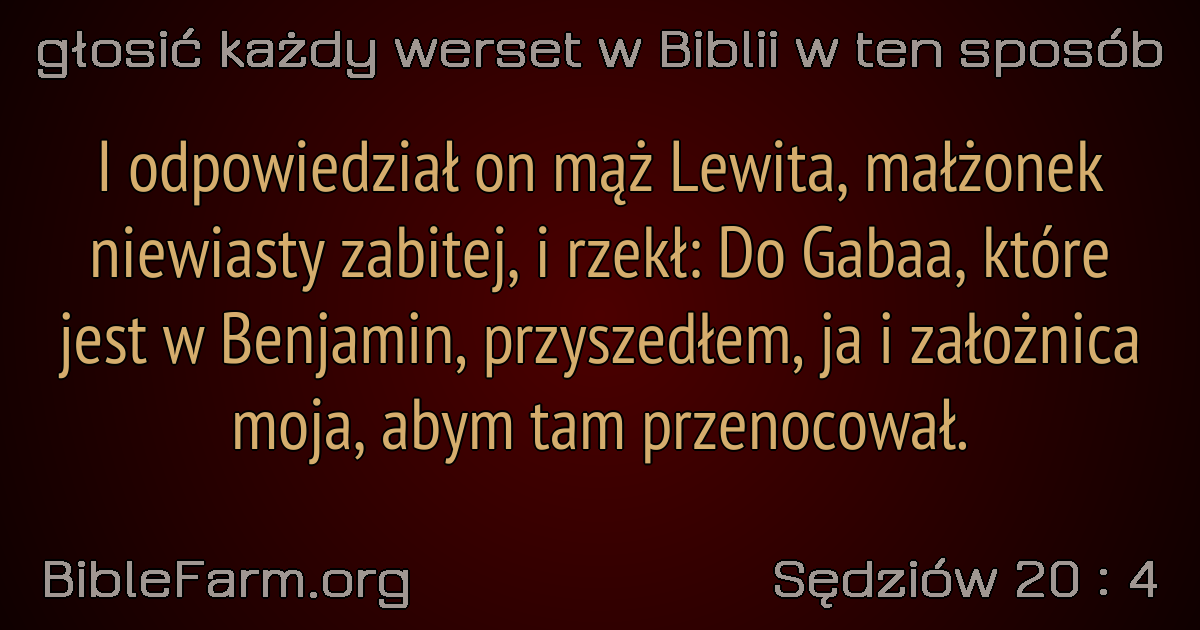 głosić każdy werset w Biblii w ten sposób
I odpowiedział on mąż Lewita, małżonek
niewiasty zabitej, i rzekł: Do Gabaa, które
jest w Benjamin, przyszedłem, ja i założnica
moja, abym tam przenocował.
BibleFarm.org
Sędziów 20 : 4